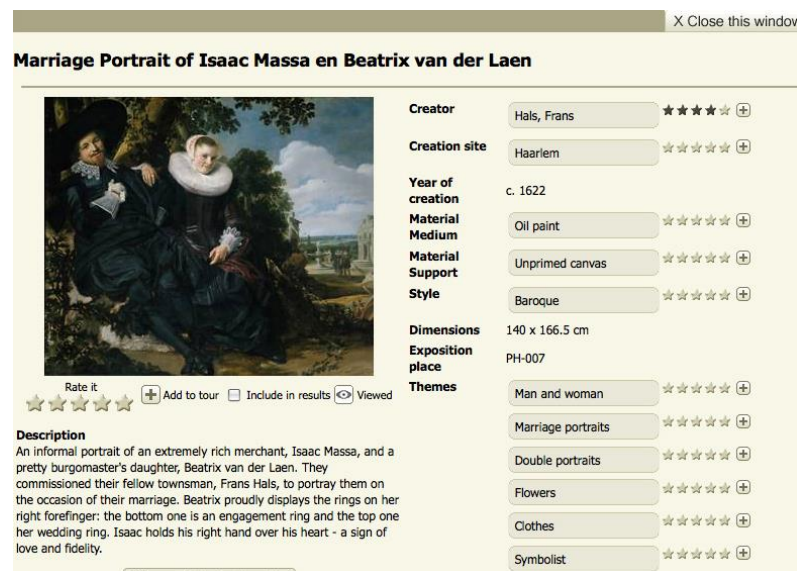 X Close this window
Marriage Portrait of Isaac Massa en Beatrix van der Laen
Creator
Hals, Frans
Creation site
Haarlem
Year of
creation
c. 1622
Material
Medium
Oil paint
Material
Support
Unprimed canvas
Style
Baroque
Dimensions
140 x 166.5 cm
Exposition
place
PH-007
Themes
Man and woman
Marriage portraits
Double portraits
Flowers
Clothes
Symbolist
Rate it
Add to tour
Include in results
Viewed
Description
An informal portrait of an extremely rich merchant, Isaac Massa, and a
pretty burgomaster's daughter, Beatrix van der Laen. They
commissioned their fellow townsman, Frans Hals, to portray them on
the occasion of their marriage. Beatrix proudly displays the rings on her
right forefinger: the bottom one is an engagement ring and the top one
her wedding ring. Isaac holds his right hand over his heart - a sign of
love and fidelity.